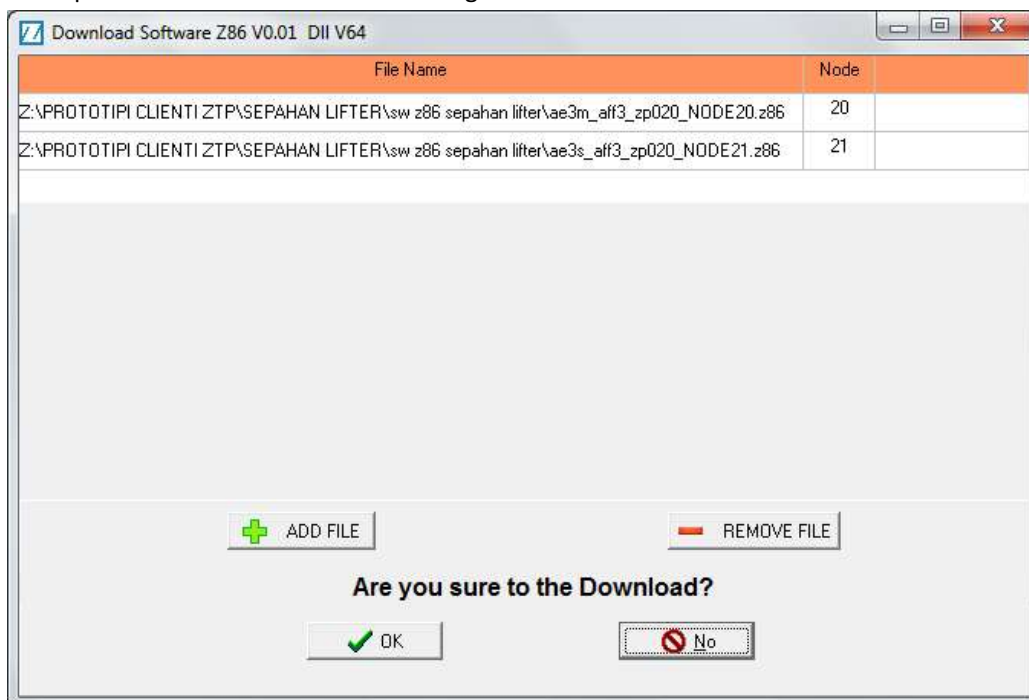 Download Software Z86 V0.01 Dll V64
File Name Node
Z:\PROTOTIPI CLIENTI ZTP\SEPAHAN LIFTER\sw z86 sepahan lifter\ae3m_aff3_zp020_NODE20.z86 20
Z:\PROTOTIPI CLIENTI ZTP\SEPAHAN LIFTER\sw z86 sepahan lifter\ae3s_aff3_zp020_NODE21.z86 21
ADD FILE REMOVE FILE
Are you sure to the Download?
OK No